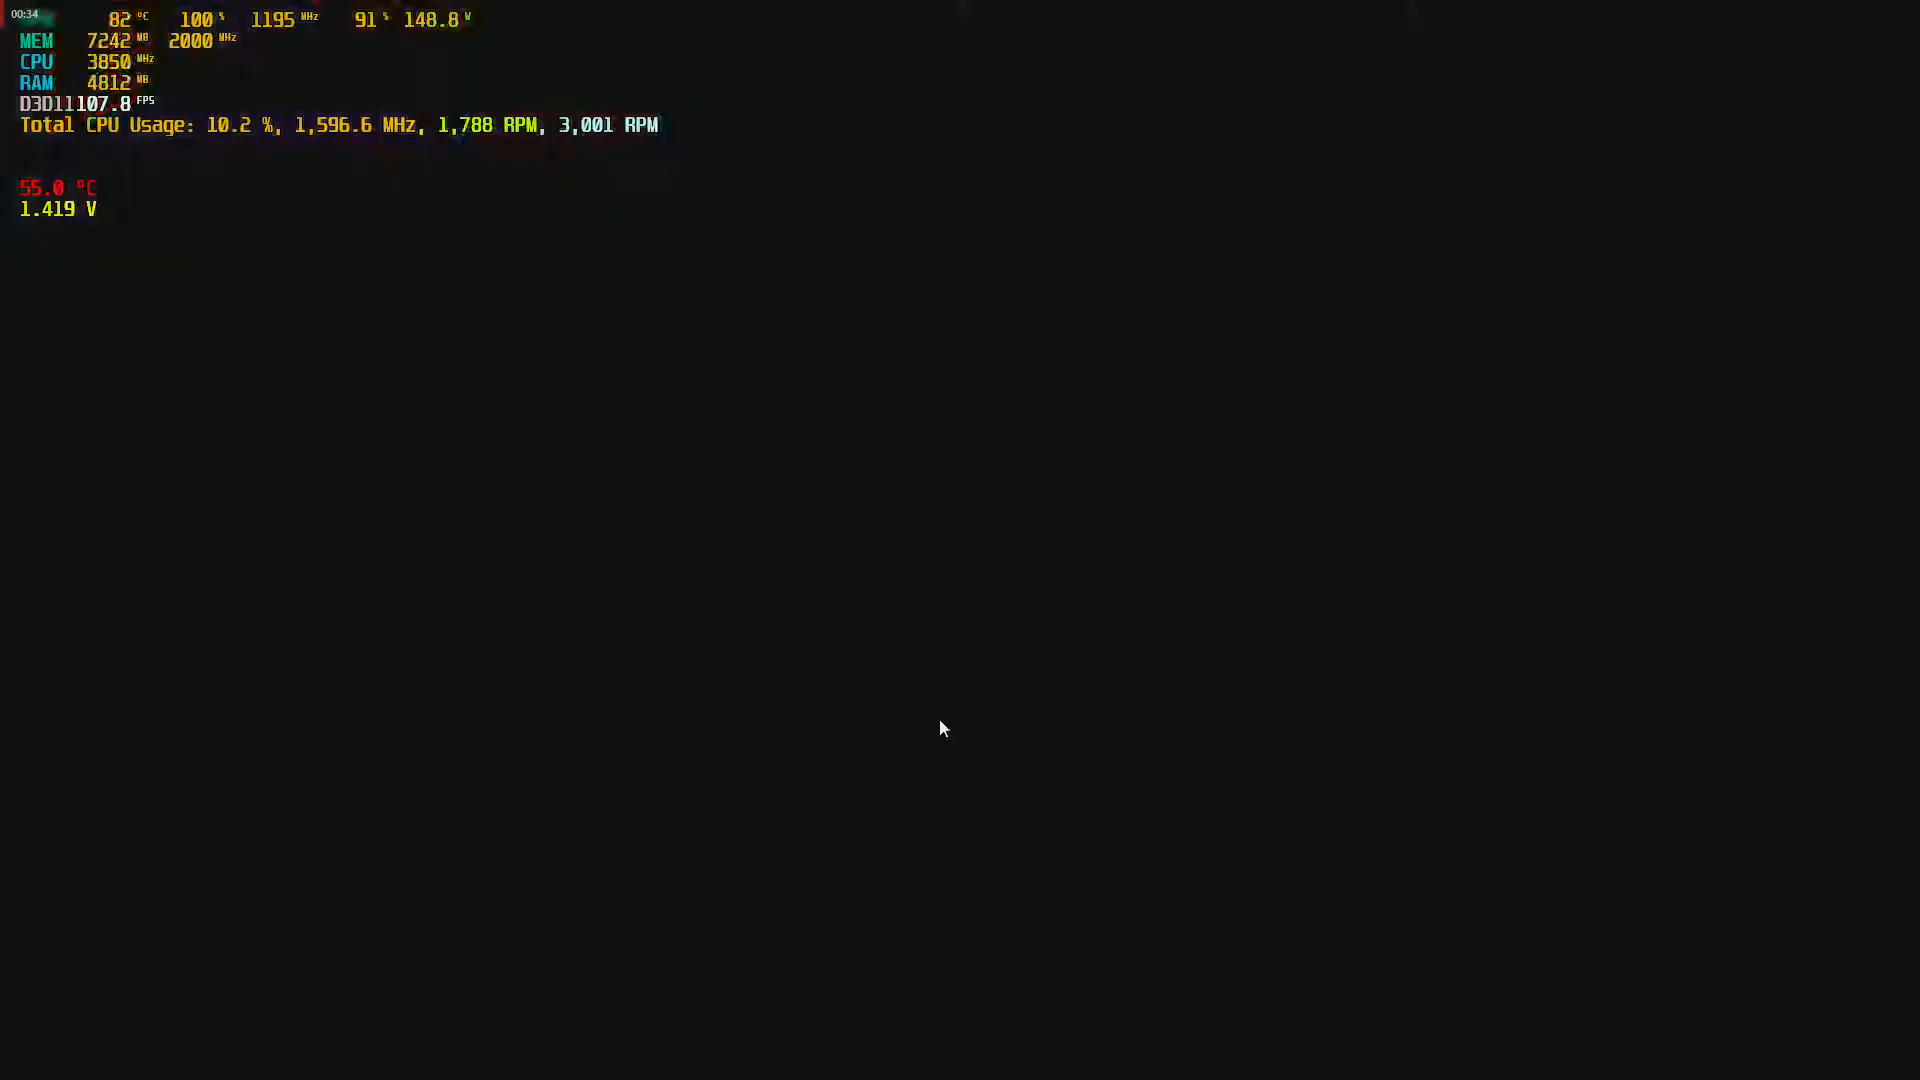 00:34
82 °C 100 % 1195 MHz 91 % 148.8 W
MEM 7242 MB 2000 MHz
CPU 3850 MHz
RAM 4812 MB
D3D11 107.8 FPS
Total CPU Usage: 10.2 %, 1,596.6 MHz, 1,788 RPM, 3,001 RPM
55.0 °C
1.419 V